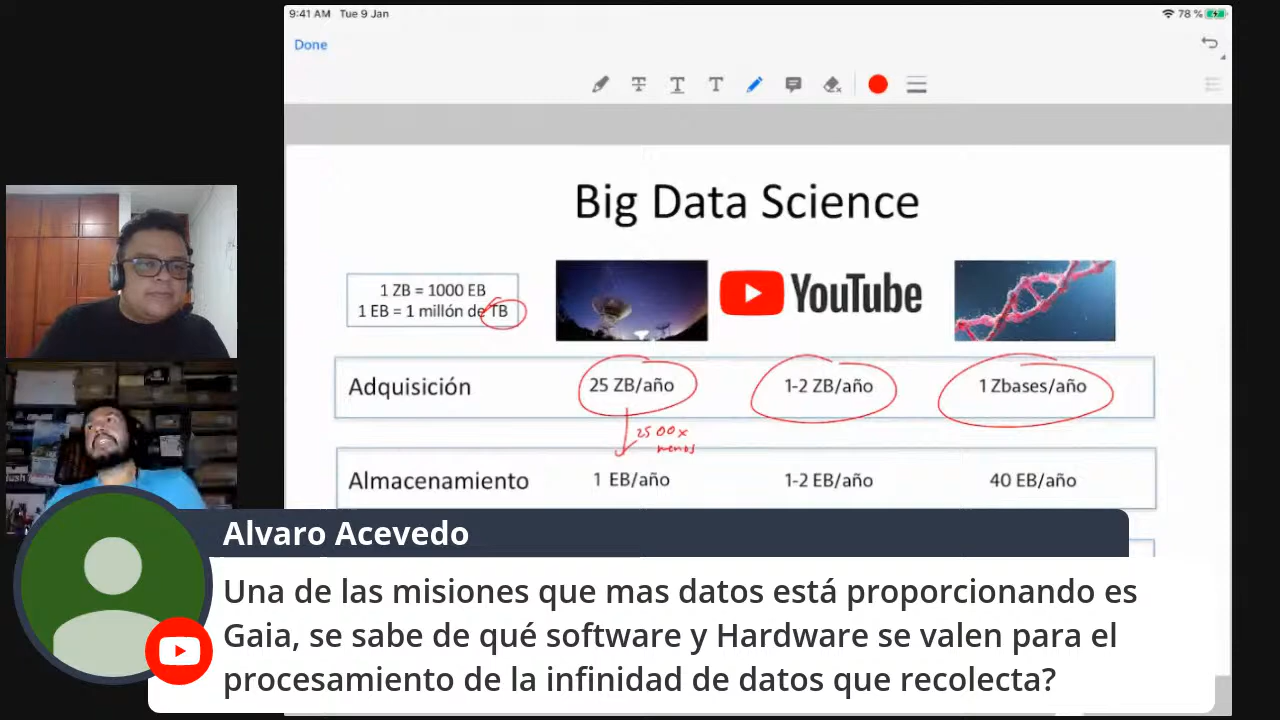 9:41 AM Tue 9 Jan
78 %
Done
Big Data Science
1 ZB = 1000 EB
1 EB = 1 millón de TB
YouTube
Adquisición 25 ZB/año 1-2 ZB/año 1 Zbases/año
2500x
menos
Almacenamiento 1 EB/año 1-2 EB/año 40 EB/año
Alvaro Acevedo
Una de las misiones que mas datos está proporcionando es
Gaia, se sabe de qué software y Hardware se valen para el
procesamiento de la infinidad de datos que recolecta?